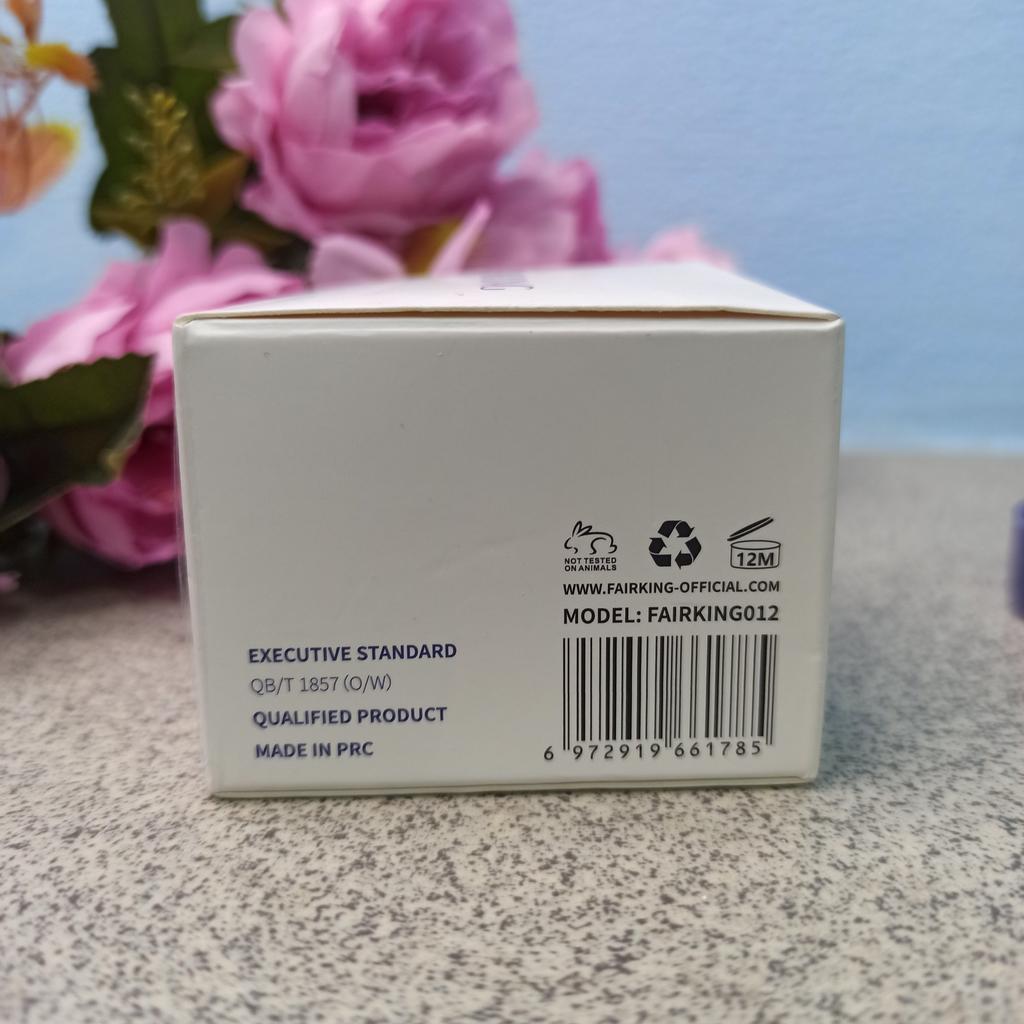 NOT TESTED
ON ANIMALS
12M
WWW.FAIRKING-OFFICIAL.COM
MODEL: FAIRKING012
6 972919 661785
EXECUTIVE STANDARD
QB/T 1857 (O/W)
QUALIFIED PRODUCT
MADE IN PRC